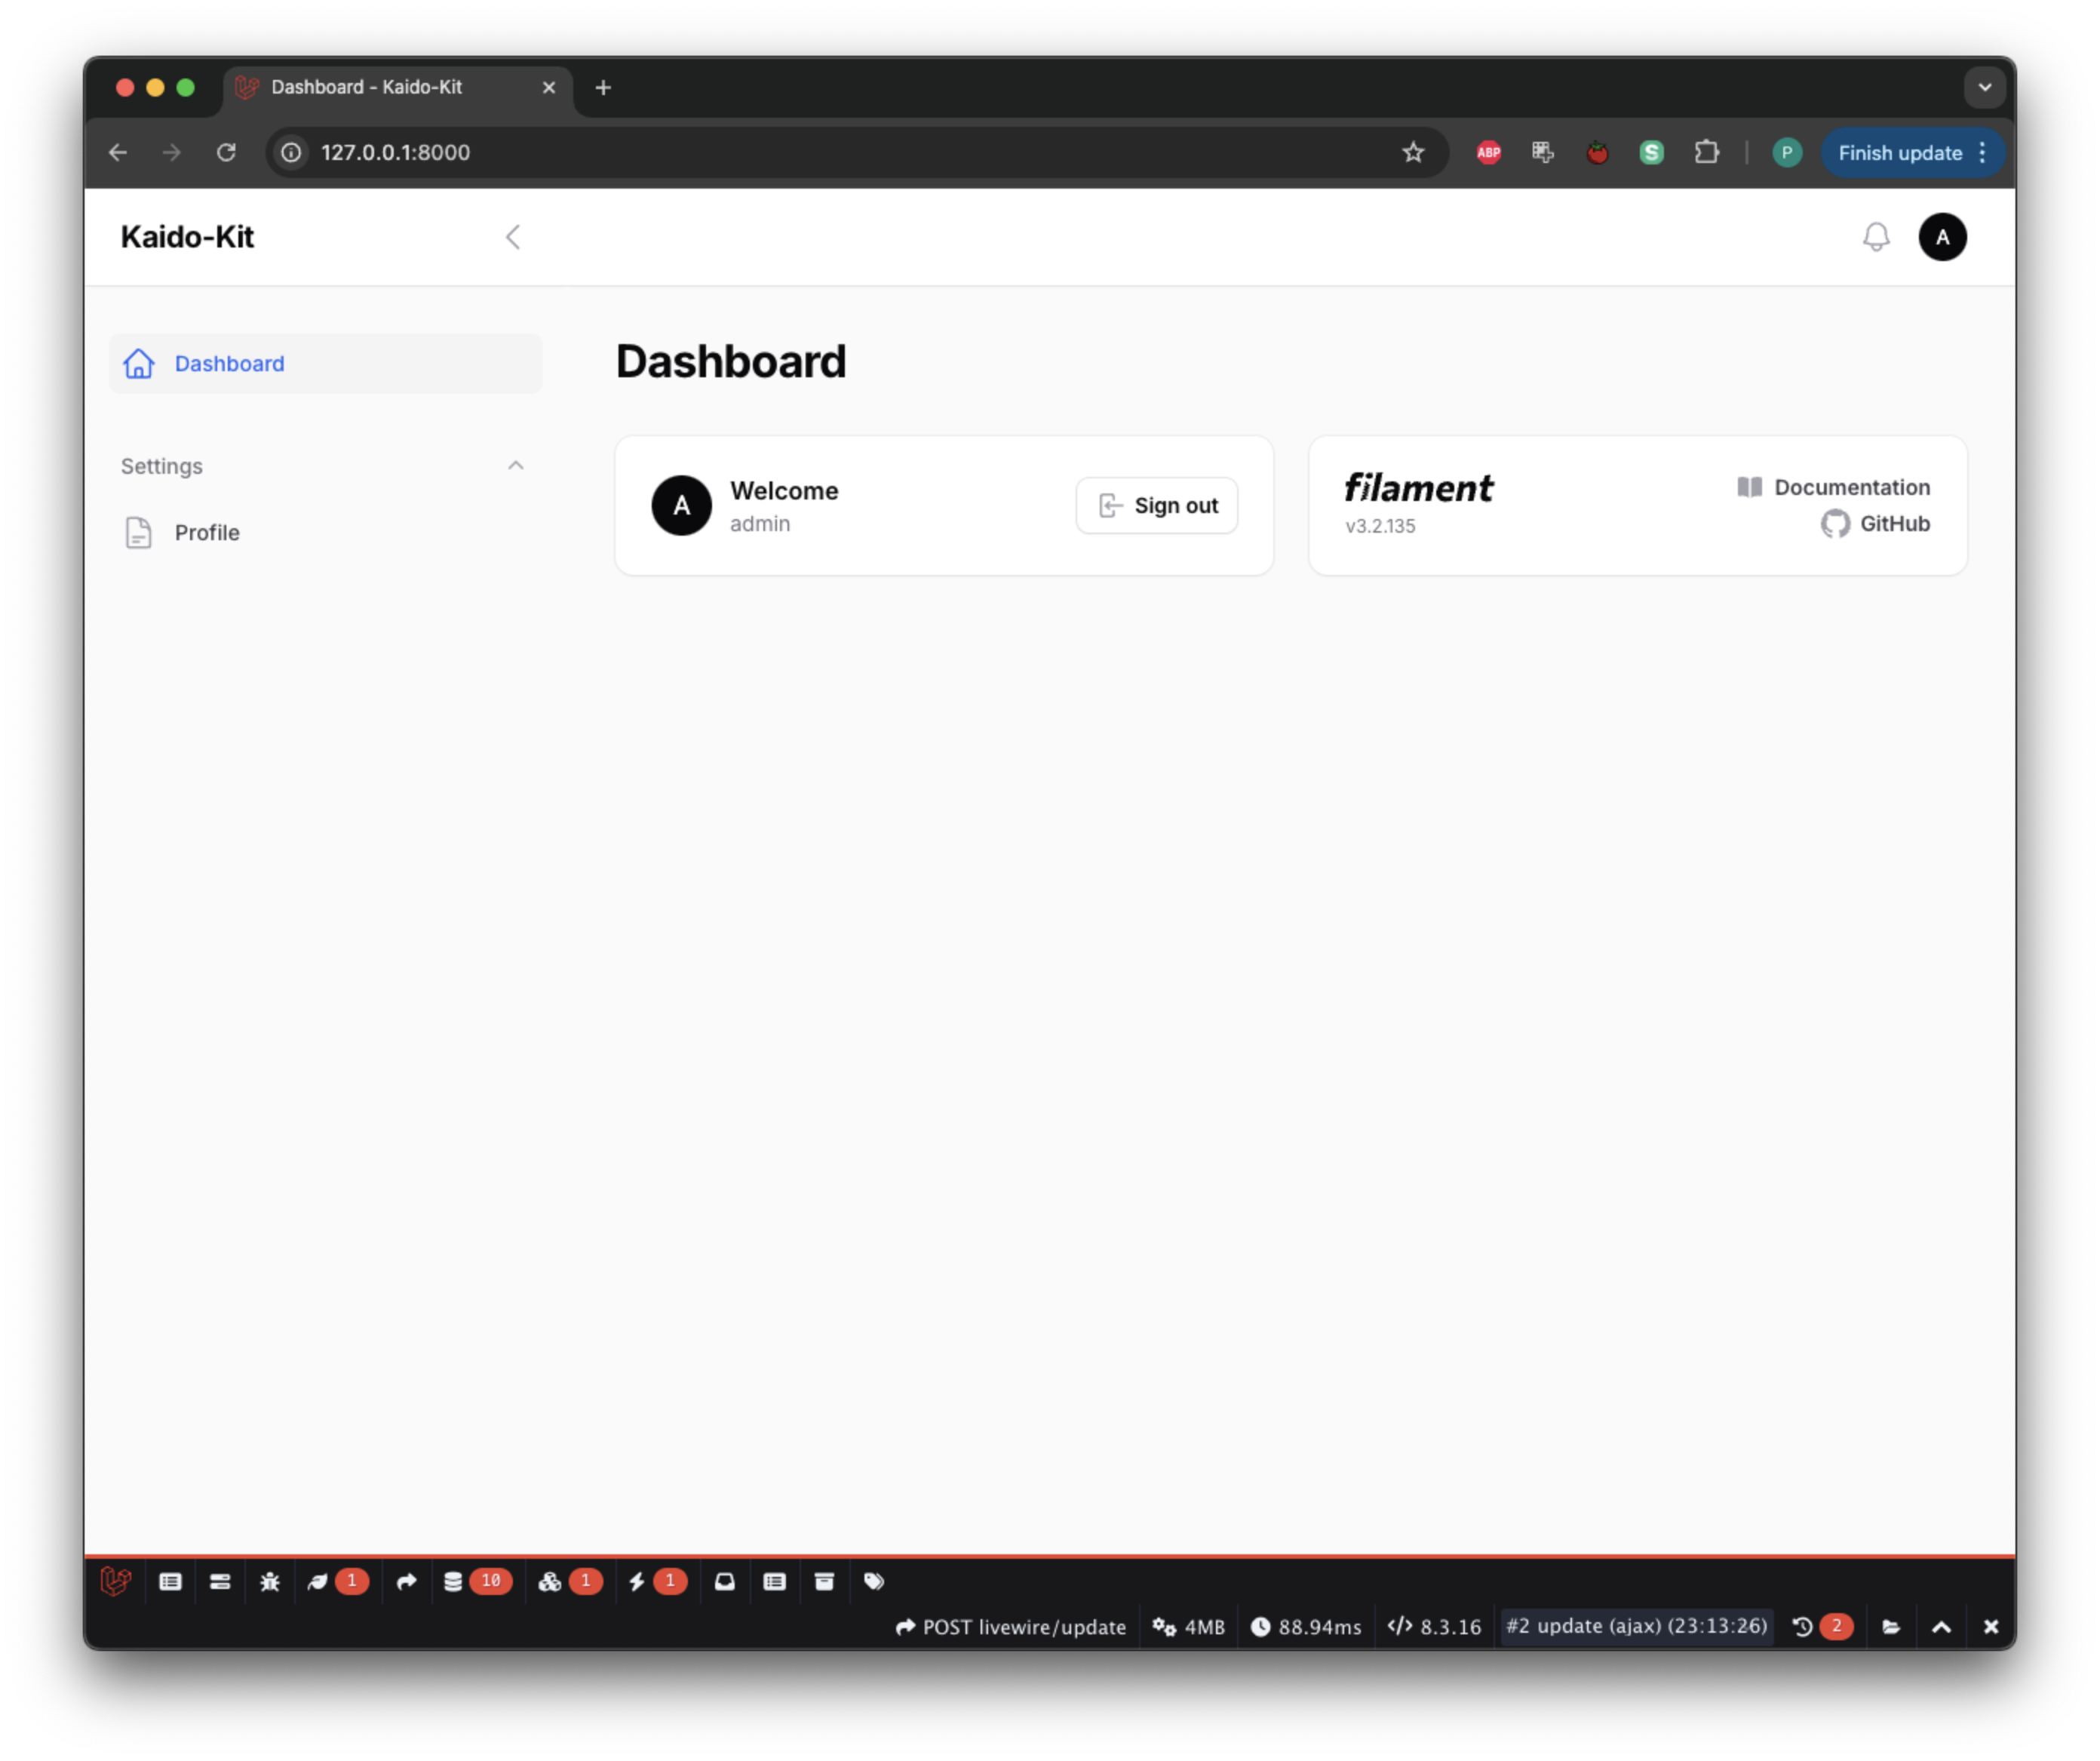 Dashboard - Kaido-Kit
127.0.0.1:8000
ABP
S
P
Finish update
Kaido-Kit
A
Dashboard
Settings
Profile
Dashboard
A
Welcome
admin
Sign out
filament
v3.2.135
Documentation
GitHub
1
10
1
1
POST livewire/update
4MB
88.94ms
</> 8.3.16
#2 update (ajax) (23:13:26)
2